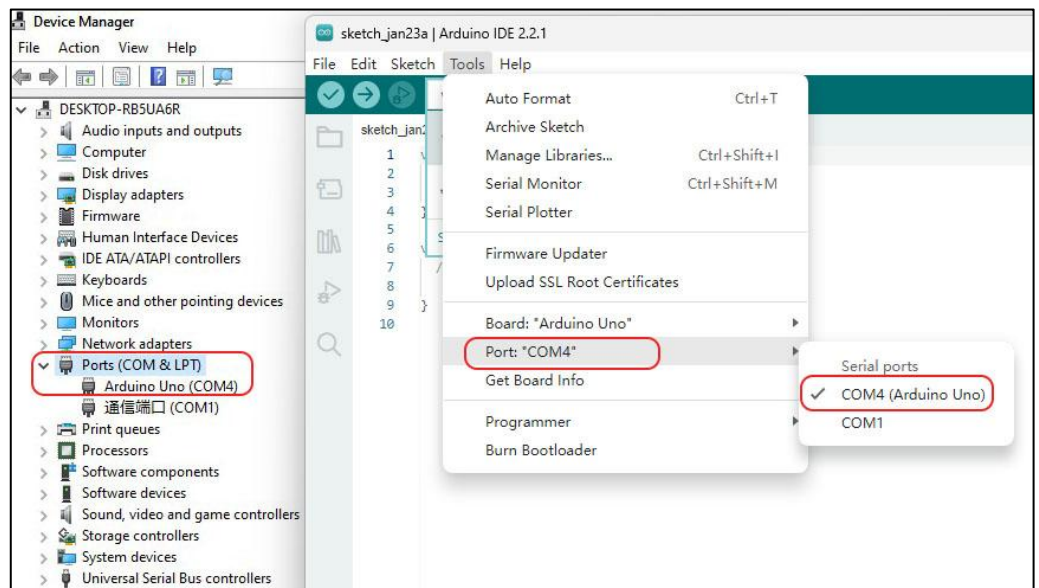 Device Manager
File Action View Help
DESKTOP-RB5UA6R
Audio inputs and outputs
Computer
Disk drives
Display adapters
Firmware
Human Interface Devices
IDE ATA/ATAPI controllers
Keyboards
Mice and other pointing devices
Monitors
Network adapters
Ports (COM & LPT)
Arduino Uno (COM4)
通信端口 (COM1)
Print queues
Processors
Software components
Software devices
Sound, video and game controllers
Storage controllers
System devices
Universal Serial Bus controllers
sketch_jan23a | Arduino IDE 2.2.1
File Edit Sketch Tools Help
sketch_jan2
1
2
3
4 }
5
6
7 /
8
9 }
10
Auto Format Ctrl+T
Archive Sketch
Manage Libraries... Ctrl+Shift+I
Serial Monitor Ctrl+Shift+M
Serial Plotter
Firmware Updater
Upload SSL Root Certificates
Board: "Arduino Uno"
Port: "COM4"
Get Board Info
Programmer
Burn Bootloader
Serial ports
COM4 (Arduino Uno)
COM1